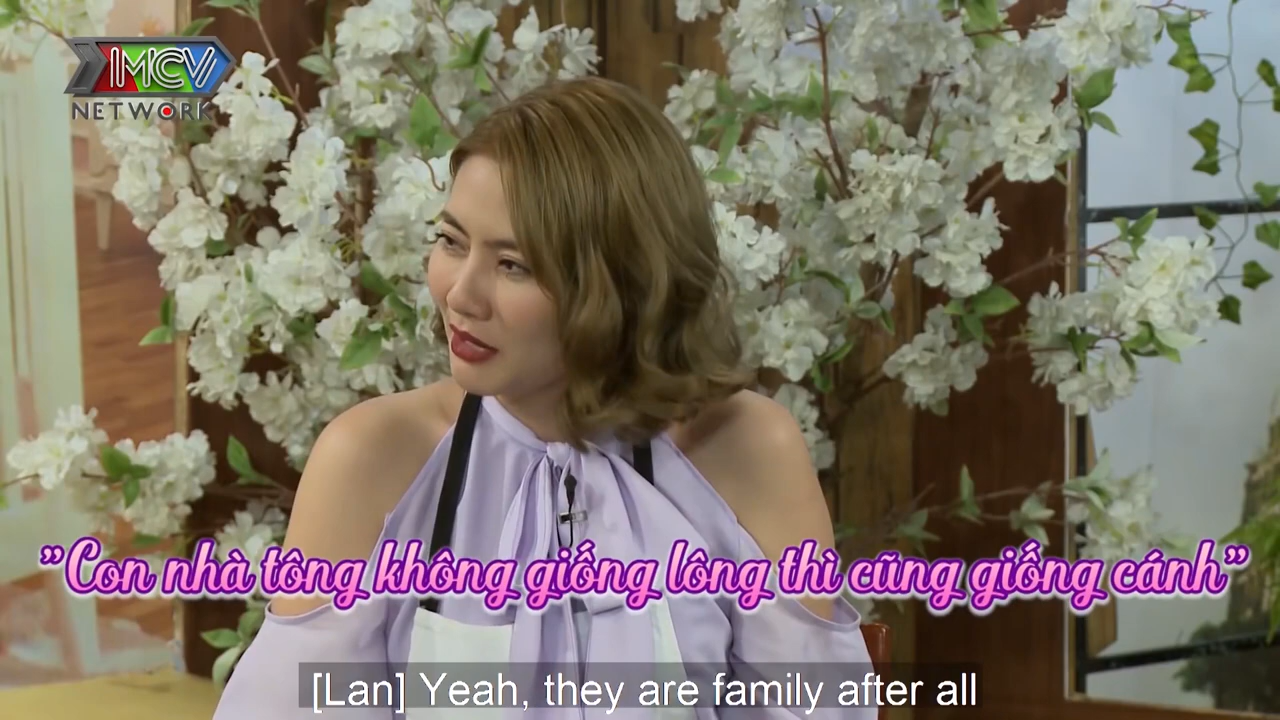 MCV
NETWORK
"Con nhà tông không giống lông thì cũng giống cánh"
[Lan] Yeah, they are family after all